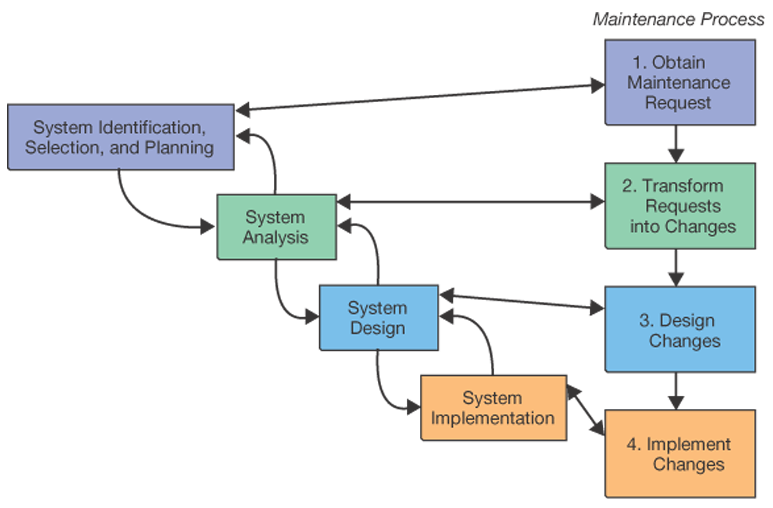 Maintenance Process
1. Obtain
Maintenance
Request
System Identification,
Selection, and Planning
2. Transform
Requests
into Changes
System
Analysis
3. Design
Changes
System
Design
System
Implementation
4. Implement
Changes